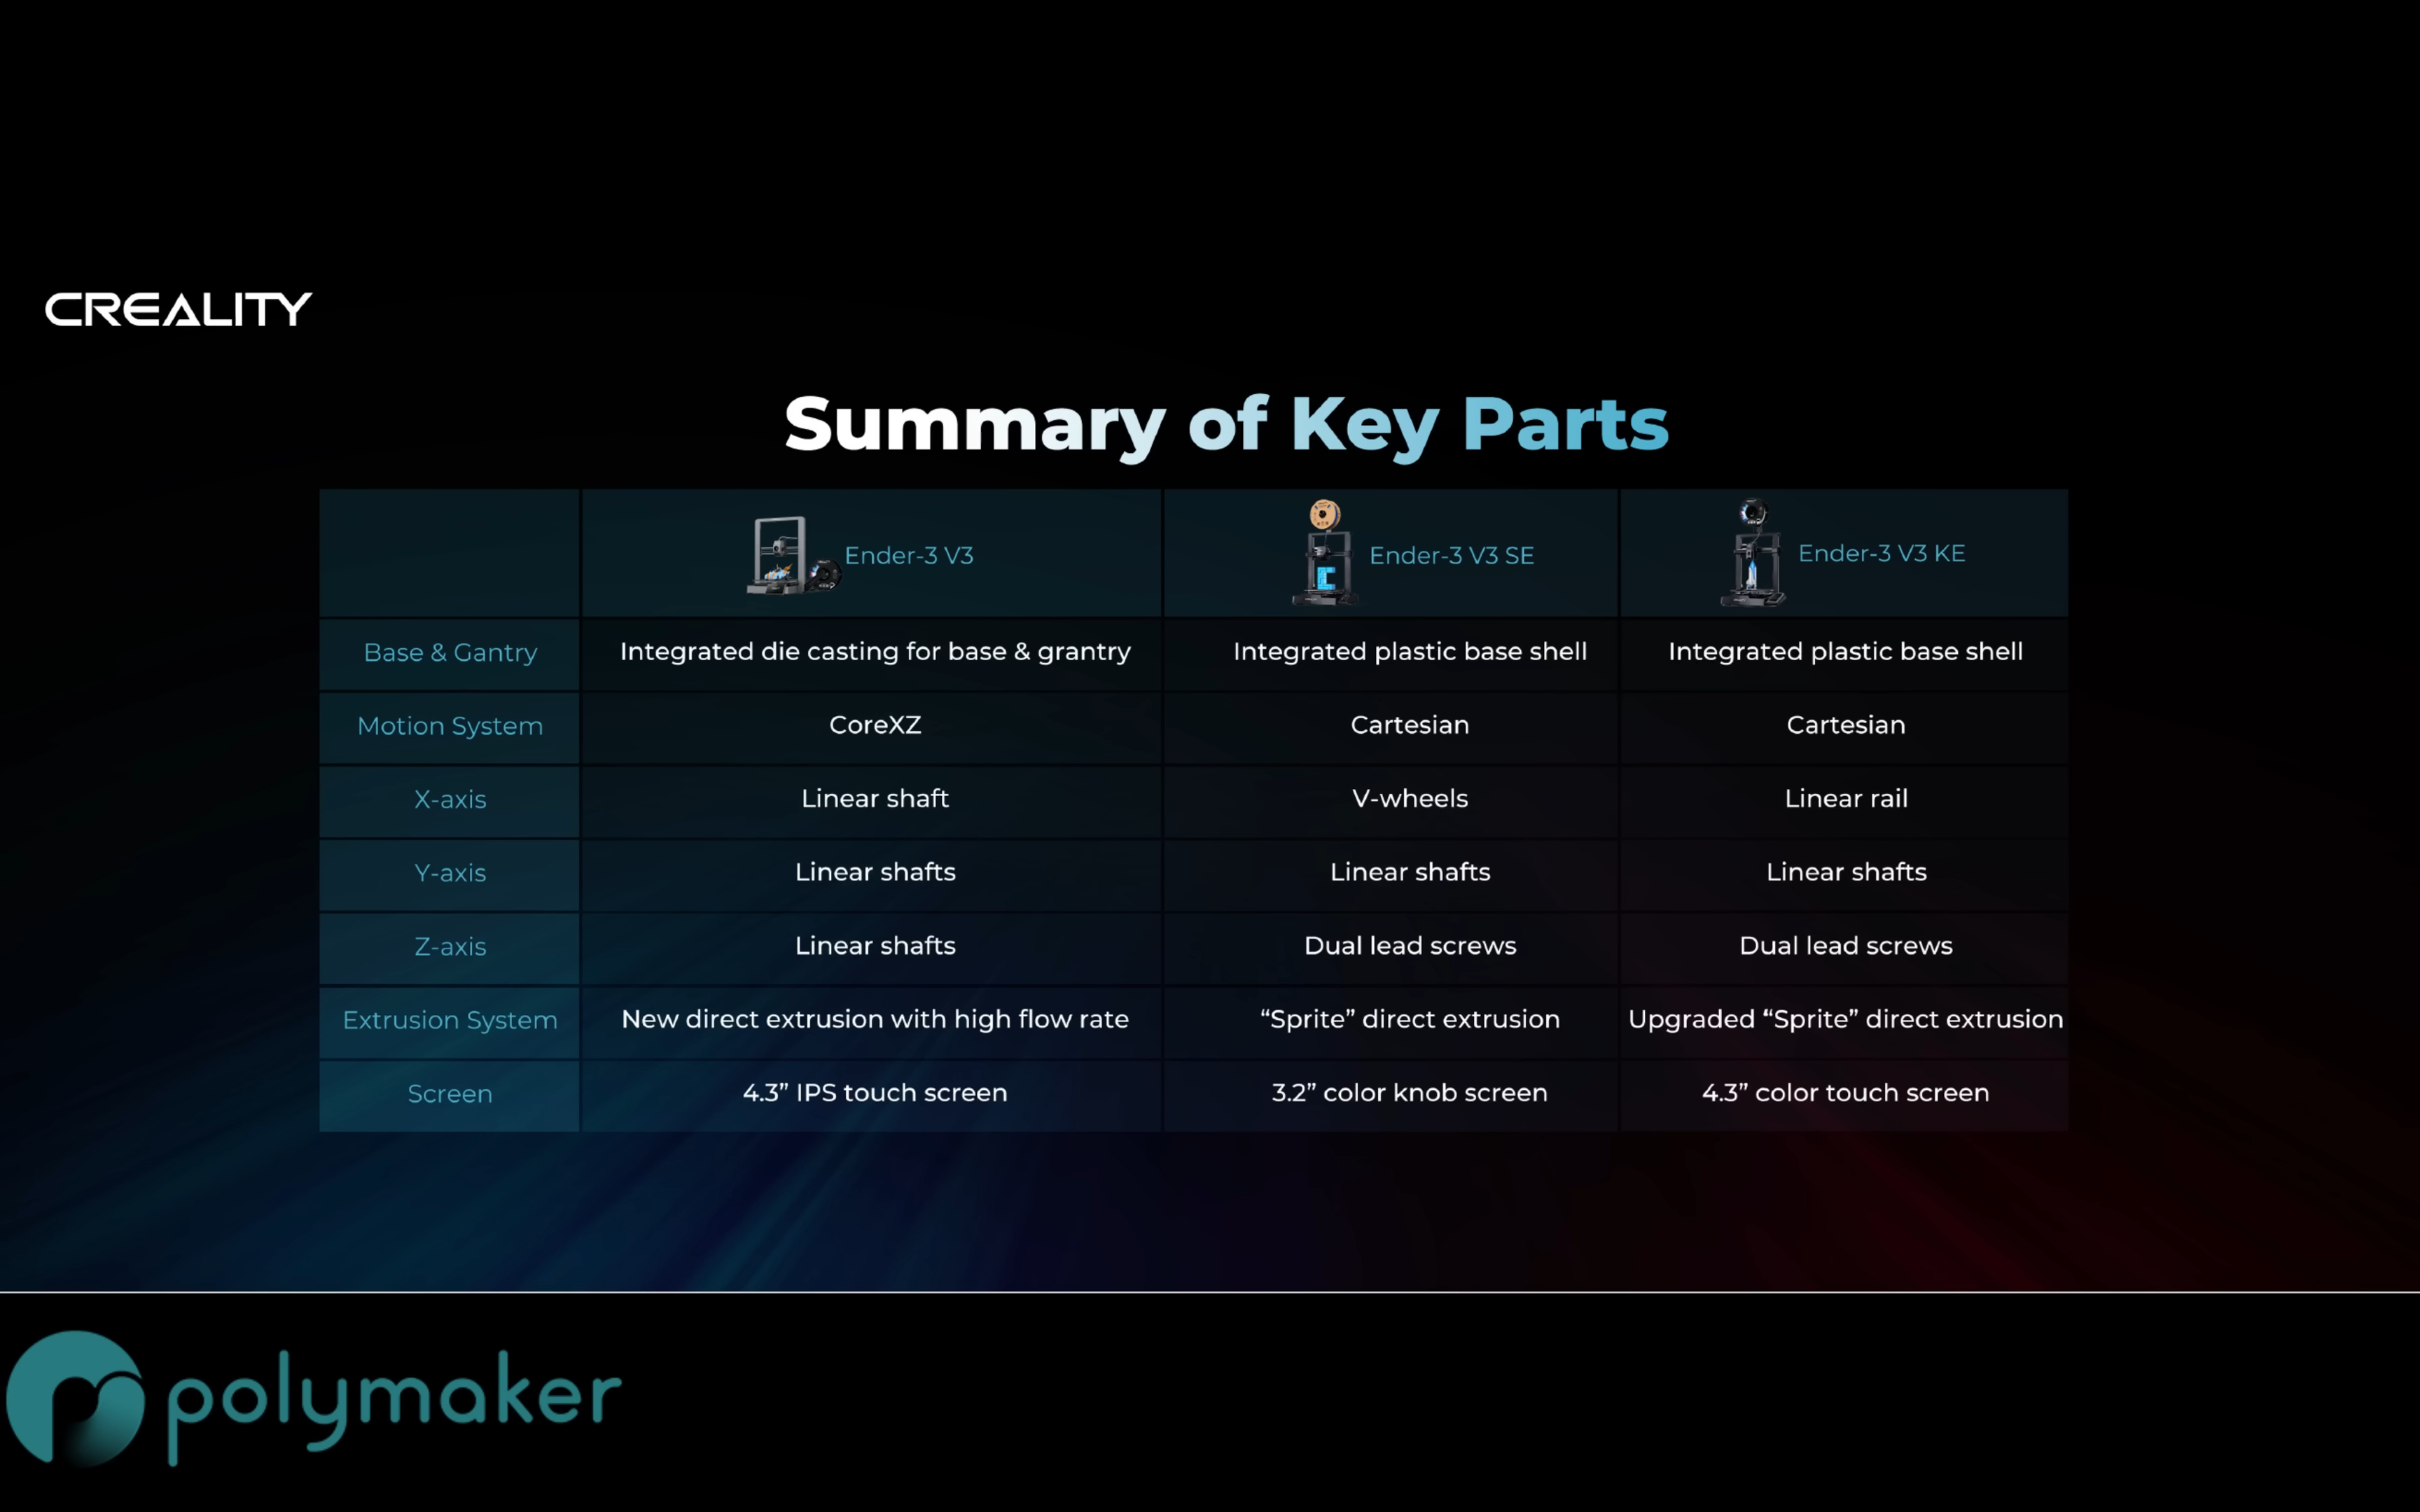 CREALITY
Summary of Key Parts
Ender-3 V3 Ender-3 V3 SE Ender-3 V3 KE
Base & Gantry Integrated die casting for base & grantry Integrated plastic base shell Integrated plastic base shell
Motion System CoreXZ Cartesian Cartesian
X-axis Linear shaft V-wheels Linear rail
Y-axis Linear shafts Linear shafts Linear shafts
Z-axis Linear shafts Dual lead screws Dual lead screws
Extrusion System New direct extrusion with high flow rate “Sprite” direct extrusion Upgraded “Sprite” direct extrusion
Screen 4.3” IPS touch screen 3.2” color knob screen 4.3” color touch screen
polymaker